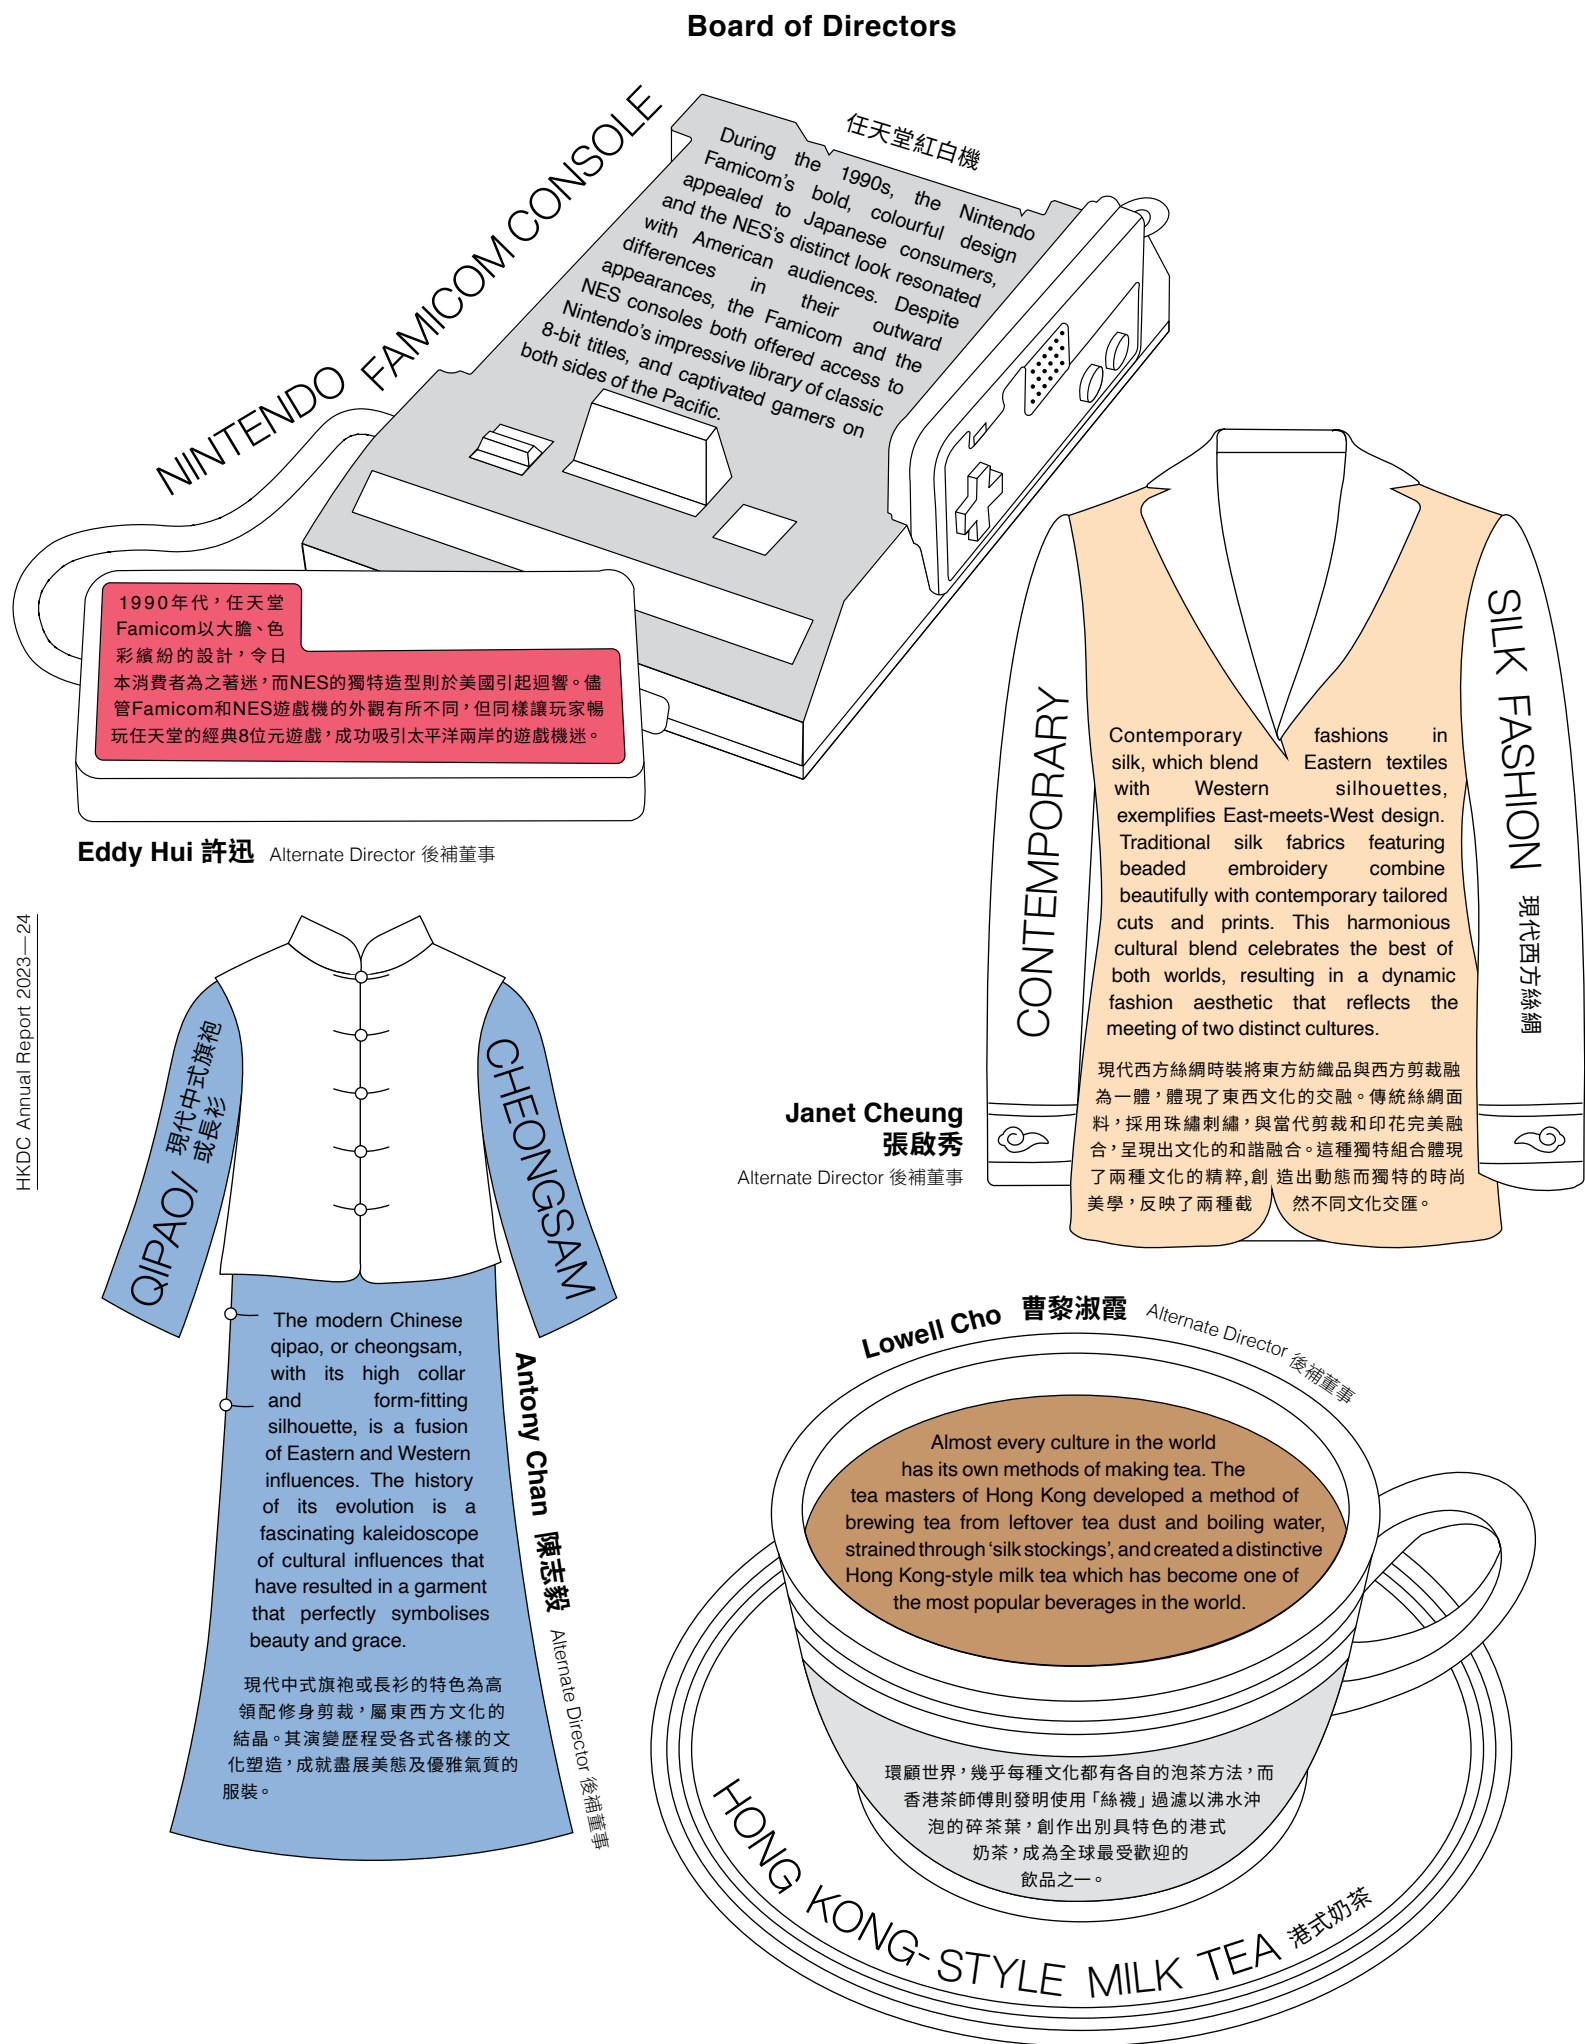 Board of Directors
NINTENDO FAMICOM CONSOLE
任天堂紅白機
During the 1990s, the Nintendo
Famicom's bold, colourful design
appealed to Japanese consumers,
and the NES's distinct look resonated
with American audiences. Despite
differences in their outward
appearances, the Famicom and the
NES consoles both offered access to
Nintendo's impressive library of classic
8-bit titles, and captivated gamers on
both sides of the Pacific.
1990年代，任天堂
Famicom以大膽、色
彩繽紛的設計，令日
本消費者為之著迷，而NES的獨特造型則於美國引起迴響。儘
管Famicom和NES遊戲機的外觀有所不同，但同樣讓玩家暢
玩任天堂的經典8位元遊戲，成功吸引太平洋兩岸的遊戲機迷。
Eddy Hui 許迅 Alternate Director 後補董事
CONTEMPORARY
SILK FASHION 現代西方絲綢
Contemporary fashions in
silk, which blend Eastern textiles
with Western silhouettes,
exemplifies East-meets-West design.
Traditional silk fabrics featuring
beaded embroidery combine
beautifully with contemporary tailored
cuts and prints. This harmonious
cultural blend celebrates the best of
both worlds, resulting in a dynamic
fashion aesthetic that reflects the
meeting of two distinct cultures.
現代西方絲綢時裝將東方紡織品與西方剪裁融
為一體，體現了東西文化的交融。傳統絲綢面
料，採用珠繡刺繡，與當代剪裁和印花完美融
合，呈現出文化的和諧融合。這種獨特組合體現
了兩種文化的精粹,創 造出動態而獨特的時尚
美學，反映了兩種截 然不同文化交匯。
Janet Cheung
張啟秀
Alternate Director 後補董事
HKDC Annual Report 2023—24
QIPAO/ 現代中式旗袍
或長衫
CHEONGSAM
The modern Chinese
qipao, or cheongsam,
with its high collar
and form-fitting
silhouette, is a fusion
of Eastern and Western
influences. The history
of its evolution is a
fascinating kaleidoscope
of cultural influences that
have resulted in a garment
that perfectly symbolises
beauty and grace.
現代中式旗袍或長衫的特色為高
領配修身剪裁，屬東西方文化的
結晶。其演變歷程受各式各樣的文
化塑造，成就盡展美態及優雅氣質的
服裝。
Antony Chan 陳志毅 Alternate Director 後補董事
Lowell Cho 曹黎淑霞 Alternate Director 後補董事
Almost every culture in the world
has its own methods of making tea. The
tea masters of Hong Kong developed a method of
brewing tea from leftover tea dust and boiling water,
strained through ‘silk stockings’, and created a distinctive
Hong Kong-style milk tea which has become one of
the most popular beverages in the world.
環顧世界，幾乎每種文化都有各自的泡茶方法，而
香港茶師傅則發明使用「絲襪」過濾以沸水沖
泡的碎茶葉，創作出別具特色的港式
奶茶，成為全球最受歡迎的
飲品之一。
HONG KONG-STYLE MILK TEA 港式奶茶